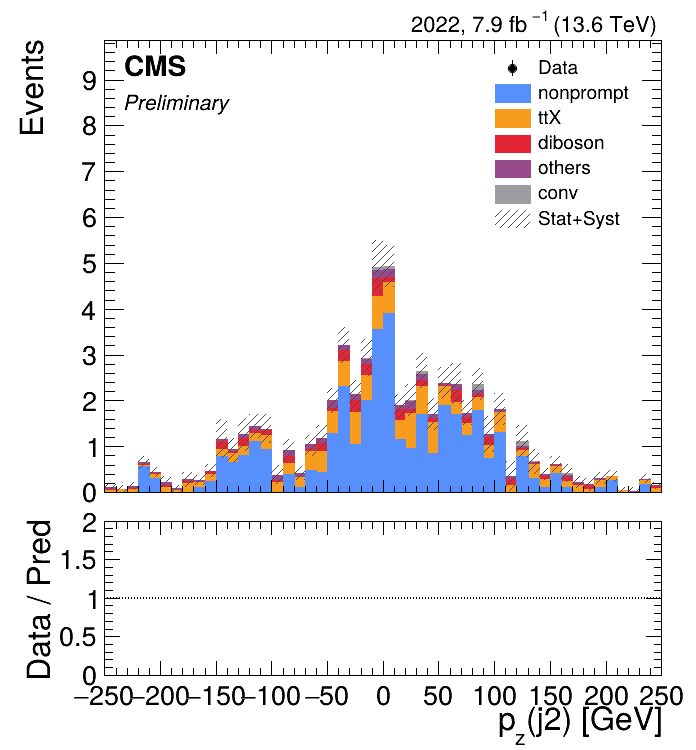 2022, 7.9 fb⁻¹ (13.6 TeV)
CMS
Preliminary
Data
nonprompt
ttX
diboson
others
conv
Stat+Syst
Events
9
8
7
6
5
4
3
2
1
0
Data / Pred
2
1.5
1
0.5
0
−250 −200 −150 −100 −50 0 50 100 150 200 250
p_z(j2) [GeV]